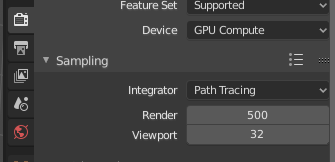 Feature Set Supported
Device GPU Compute
Sampling
Integrator Path Tracing
Render 500
Viewport 32